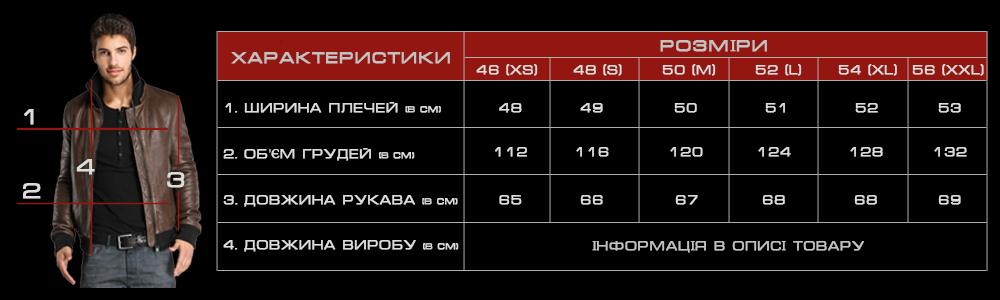 ХАРАКТЕРИСТИКИ
РОЗМІРИ
46 (XS) 48 (S) 50 (M) 52 (L) 54 (XL) 56 (XXL)
1. ШИРИНА ПЛЕЧЕЙ (В СМ) 48 49 50 51 52 53
2. ОБ'ЄМ ГРУДЕЙ (В СМ) 112 116 120 124 128 132
3. ДОВЖИНА РУКАВА (В СМ) 65 66 67 68 68 69
4. ДОВЖИНА ВИРОБУ (В СМ) ІНФОРМАЦІЯ В ОПИСІ ТОВАРУ
1
4
3
2